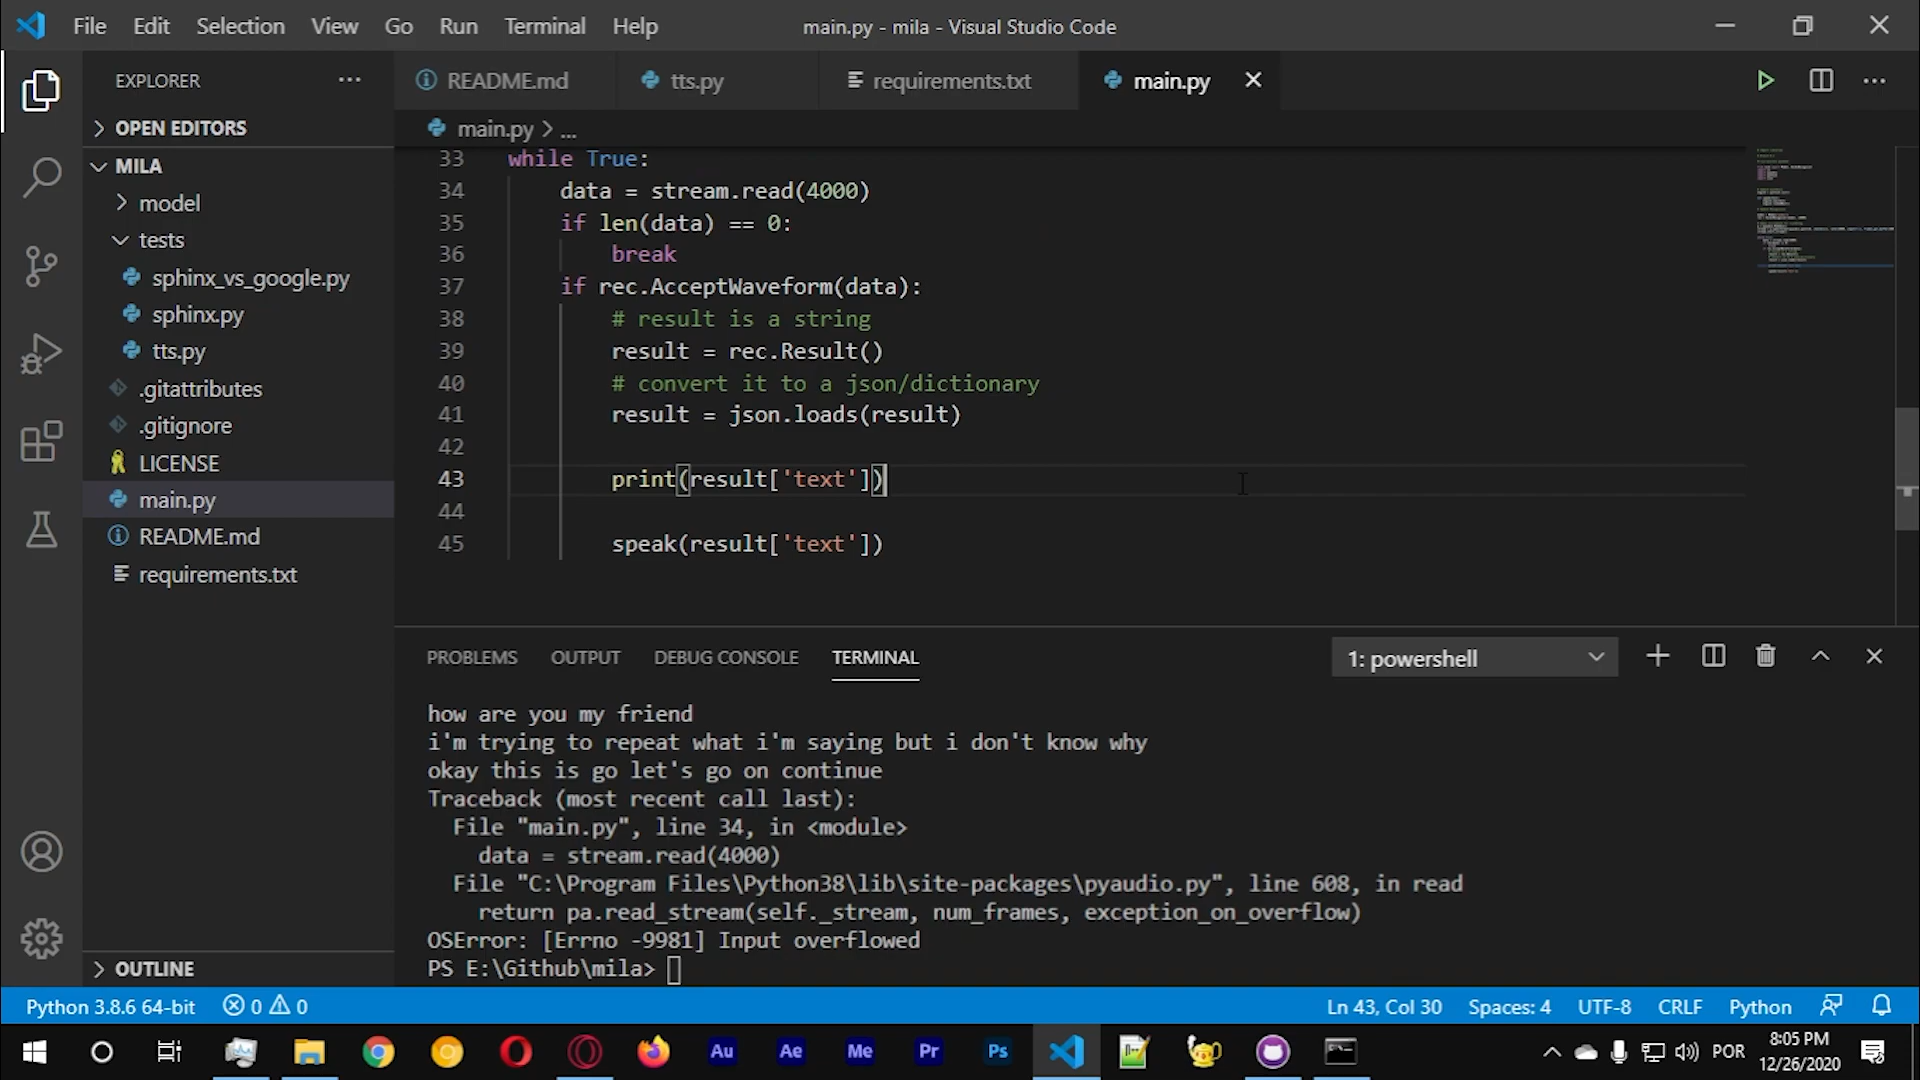 File Edit Selection View Go Run Terminal Help
main.py - mila - Visual Studio Code
EXPLORER
OPEN EDITORS
MILA
model
tests
sphinx_vs_google.py
sphinx.py
tts.py
.gitattributes
.gitignore
LICENSE
main.py
README.md
requirements.txt
OUTLINE
README.md tts.py requirements.txt main.py
main.py > ...
33 while True:
34 data = stream.read(4000)
35 if len(data) == 0:
36 break
37 if rec.AcceptWaveform(data):
38 # result is a string
39 result = rec.Result()
40 # convert it to a json/dictionary
41 result = json.loads(result)
42
43 print(result['text'])
44
45 speak(result['text'])
PROBLEMS OUTPUT DEBUG CONSOLE TERMINAL
1: powershell
how are you my friend
i'm trying to repeat what i'm saying but i don't know why
okay this is go let's go on continue
Traceback (most recent call last):
File "main.py", line 34, in <module>
data = stream.read(4000)
File "C:\Program Files\Python38\lib\site-packages\pyaudio.py", line 608, in read
return pa.read_stream(self._stream, num_frames, exception_on_overflow)
OSError: [Errno -9981] Input overflowed
PS E:\Github\mila>
Python 3.8.6 64-bit 0 0
Ln 43, Col 30 Spaces: 4 UTF-8 CRLF Python
Au Ae Me Pr Ps
POR
8:05 PM
12/26/2020